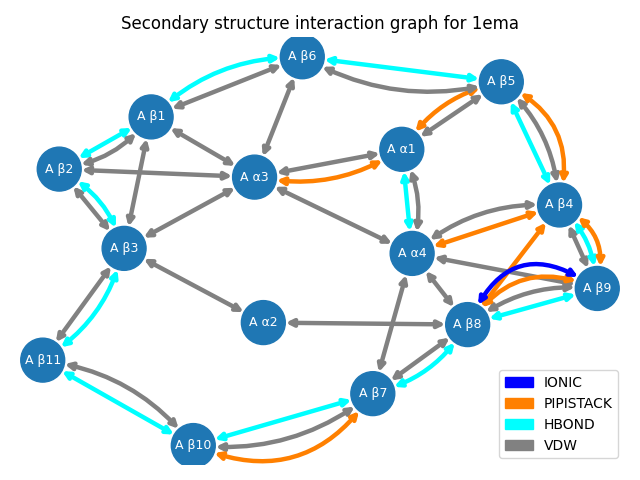 Secondary structure interaction graph for 1ema
A β6
A β5
A β1
A α1
A β2
A α3
A β4
A β3
A α4
A β9
A α2
A β8
A β11
A β7
A β10
IONIC
PIPISTACK
HBOND
VDW